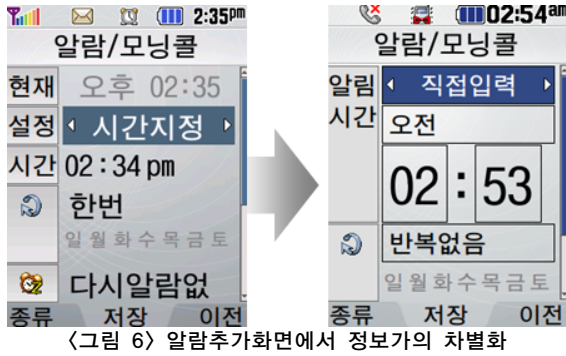 2:35pm
알람/모닝콜
현재 오후 02:35
설정 시간지정
시간 02:34 pm
한번
일월화수목금토
다시알람없
종류 저장 이전
02:54am
알람/모닝콜
알림 직접입력
시간 오전
02 : 53
반복없음
일월화수목금토
종류 저장 이전
<그림 6> 알람추가화면에서 정보가의 차별화